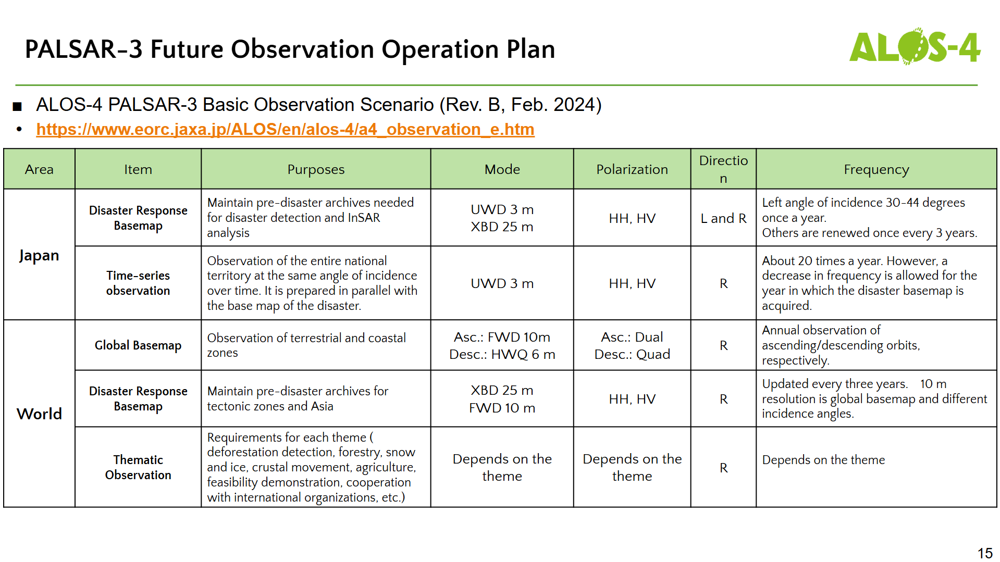 PALSAR-3 Future Observation Operation Plan
ALOS-4
■ ALOS-4 PALSAR-3 Basic Observation Scenario (Rev. B, Feb. 2024)
• https://www.eorc.jaxa.jp/ALOS/en/alos-4/a4_observation_e.htm
Area
Item
Purposes
Mode
Polarization
Directio
n
Frequency
Japan
Disaster Response
Basemap
Maintain pre-disaster archives needed
for disaster detection and InSAR
analysis
UWD 3 m
XBD 25 m
HH, HV
L and R
Left angle of incidence 30-44 degrees
once a year.
Others are renewed once every 3 years.
Time-series
observation
Observation of the entire national
territory at the same angle of incidence
over time. It is prepared in parallel with
the base map of the disaster.
UWD 3 m
HH, HV
R
About 20 times a year. However, a
decrease in frequency is allowed for the
year in which the disaster basemap is
acquired.
World
Global Basemap
Observation of terrestrial and coastal
zones
Asc.: FWD 10m
Desc.: HWQ 6 m
Asc.: Dual
Desc.: Quad
R
Annual observation of
ascending/descending orbits,
respectively.
Disaster Response
Basemap
Maintain pre-disaster archives for
tectonic zones and Asia
XBD 25 m
FWD 10 m
HH, HV
R
Updated every three years.　10 m
resolution is global basemap and different
incidence angles.
Thematic
Observation
Requirements for each theme (
deforestation detection, forestry, snow
and ice, crustal movement, agriculture,
feasibility demonstration, cooperation
with international organizations, etc.)
Depends on the
theme
Depends on the
theme
R
Depends on the theme
15